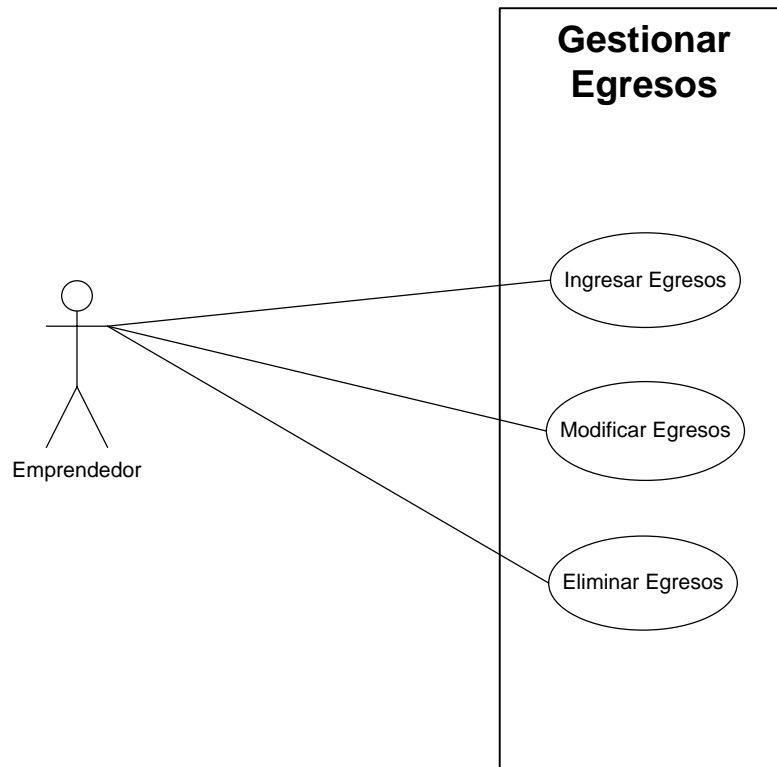 Gestionar
Egresos
Ingresar Egresos
Modificar Egresos
Emprendedor
Eliminar Egresos